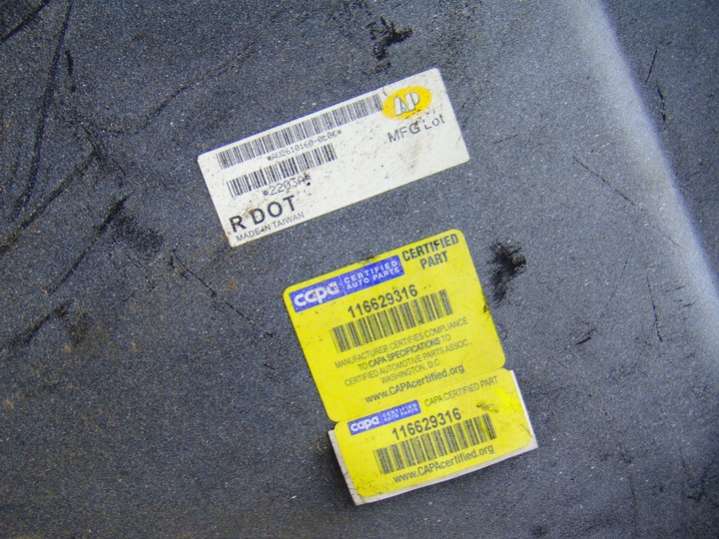 AP
MFG Lot
*2203A*
R DOT
MADE IN TAIWAN
capa CERTIFIED AUTO PARTS
CERTIFIED PART
116629316
MANUFACTURER CERTIFIES COMPLIANCE
TO CAPA SPECIFICATIONS TO
CERTIFIED AUTOMOTIVE PARTS ASSOC.
WASHINGTON, D.C.
www.CAPAcertified.org
capa CERTIFIED AUTO PARTS
CAPA CERTIFIED PART
116629316
www.CAPAcertified.org